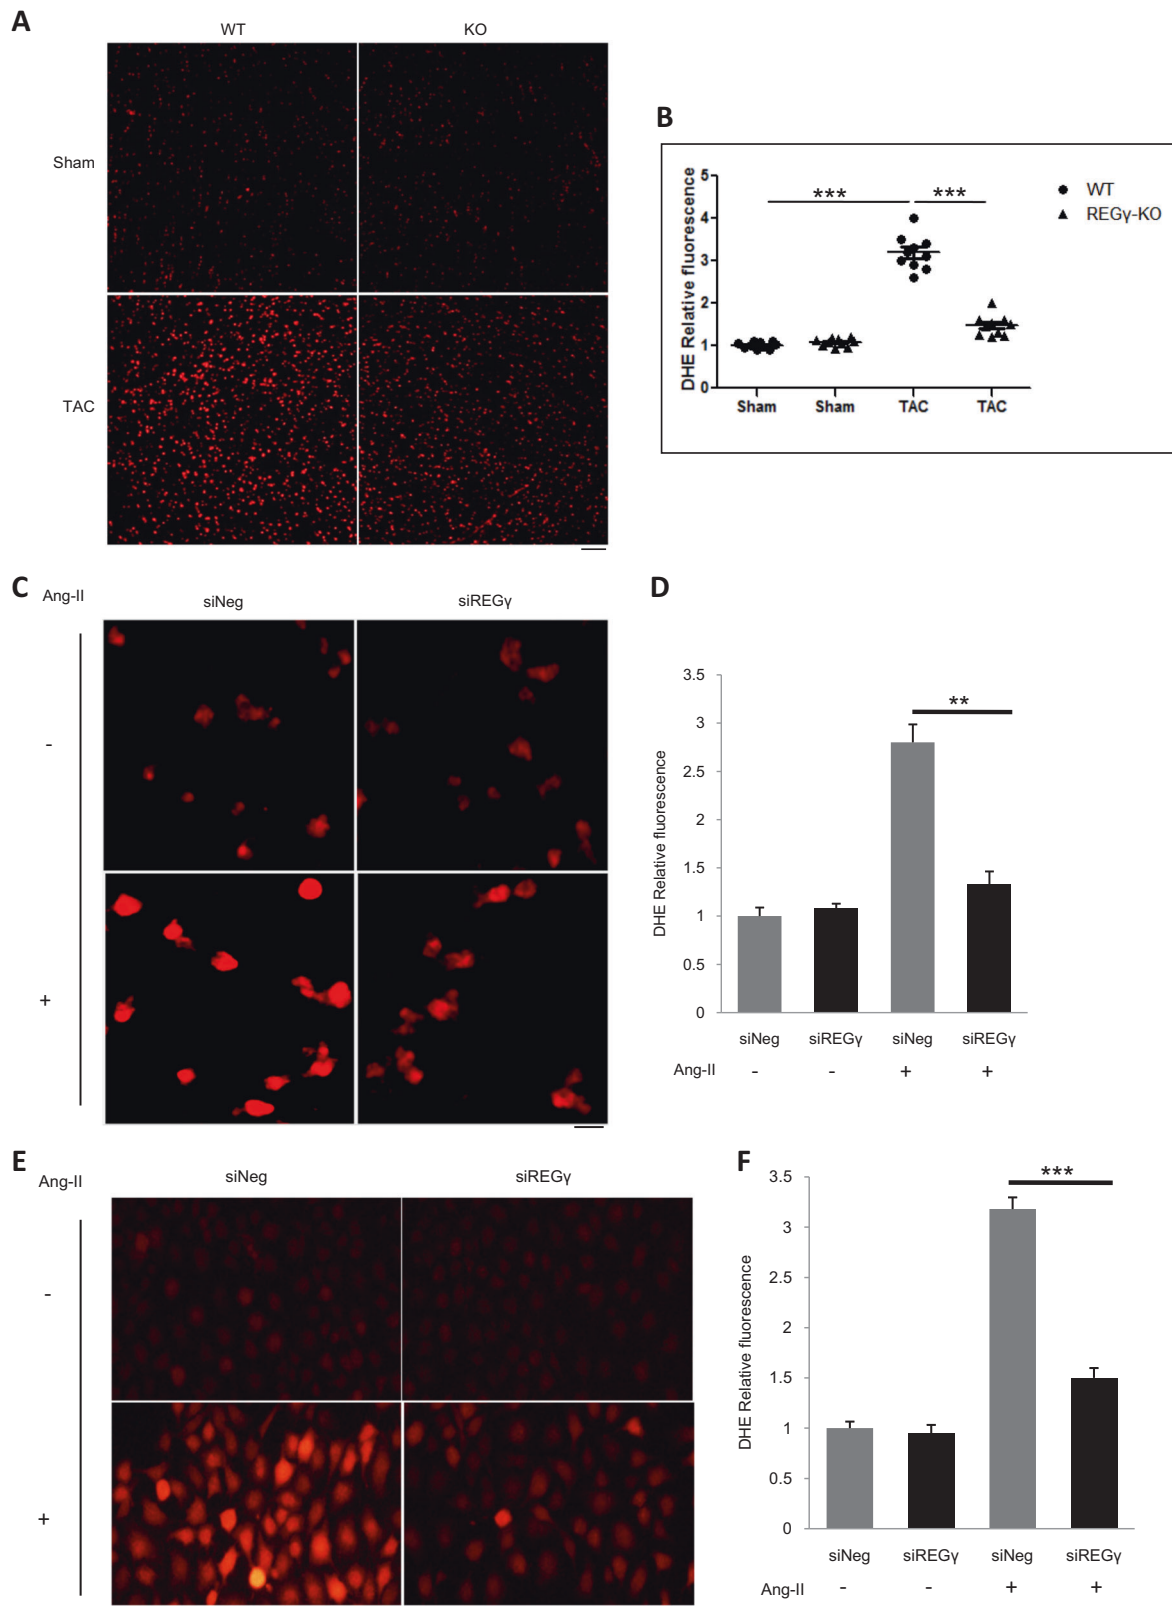 A
WT KO
Sham
TAC
B
DHE Relative fluorescence
5
4
3
2
1
0
*** ***
Sham Sham TAC TAC
WT
REGγ-KO
C
Ang-II siNeg siREGγ
-
+
D
DHE Relative fluorescence
3.5
3
2.5
2
1.5
1
0.5
0
**
siNeg siREGγ siNeg siREGγ
Ang-II - - + +
E
Ang-II siNeg siREGγ
-
+
F
DHE Relative fluorescence
3.5
3
2.5
2
1.5
1
0.5
0
***
siNeg siREGγ siNeg siREGγ
Ang-II - - + +